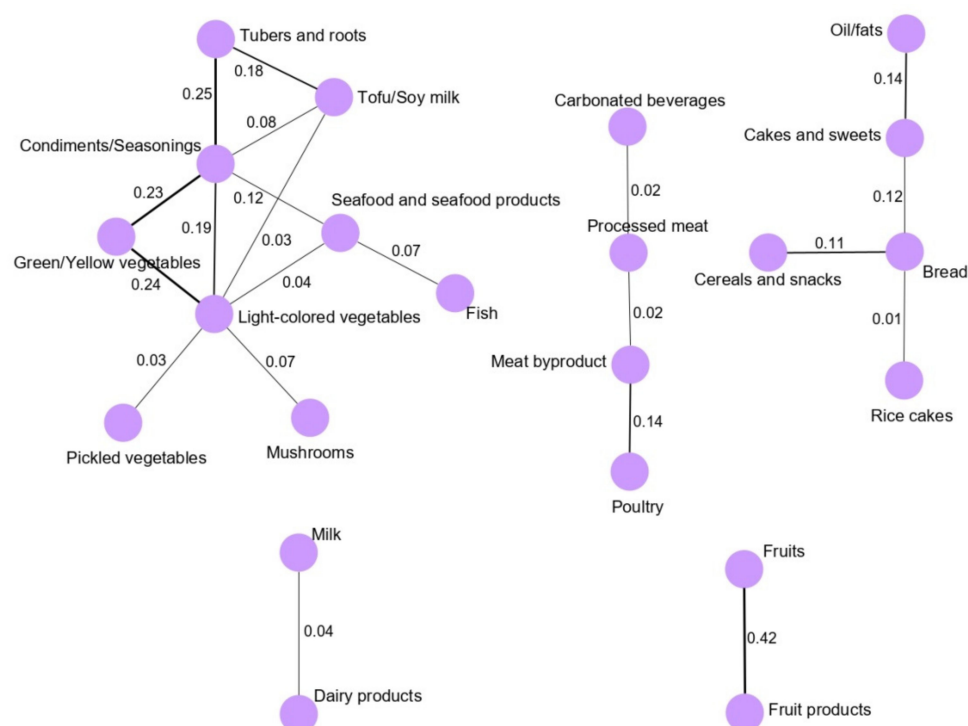 Tubers and roots
0.18
0.25
Tofu/Soy milk
0.08
Condiments/Seasonings
0.23
0.12
Seafood and seafood products
0.19
0.03
0.07
Green/Yellow vegetables
0.24
0.04
Fish
Light-colored vegetables
0.03
0.07
Pickled vegetables
Mushrooms
Carbonated beverages
0.02
Processed meat
0.02
Meat byproduct
0.14
Poultry
Oil/fats
0.14
Cakes and sweets
0.12
0.11
Cereals and snacks
Bread
0.01
Rice cakes
Milk
0.04
Dairy products
Fruits
0.42
Fruit products